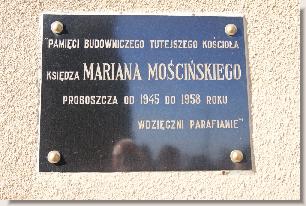 "PAMIĘCI BUDOWNICZEGO TUTEJSZEGO KOŚCIOŁA
KSIĘDZA MARIANA MOŚCIŃSKIEGO
PROBOSZCZA OD 1945 DO 1958 ROKU
WDZIĘCZNI PARAFIANIE"